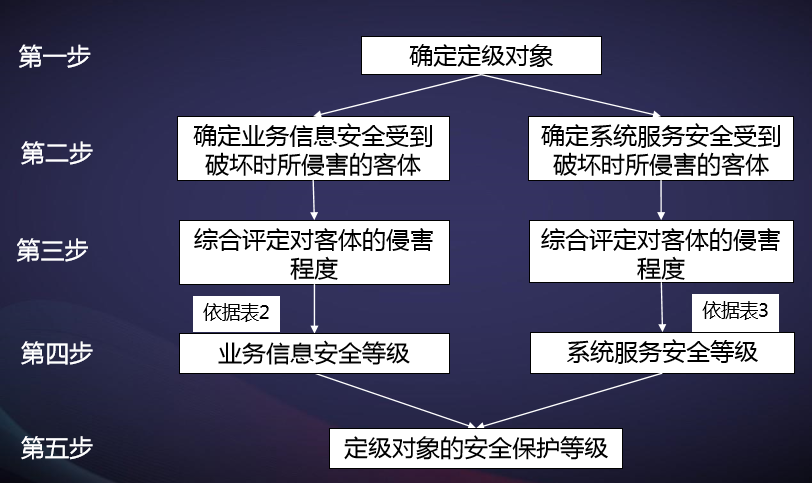 第一步
确定定级对象
第二步
确定业务信息安全受到
破坏时所侵害的客体
确定系统服务安全受到
破坏时所侵害的客体
第三步
综合评定对客体的侵害
程度
综合评定对客体的侵害
程度
依据表2
依据表3
第四步
业务信息安全等级
系统服务安全等级
第五步
定级对象的安全保护等级